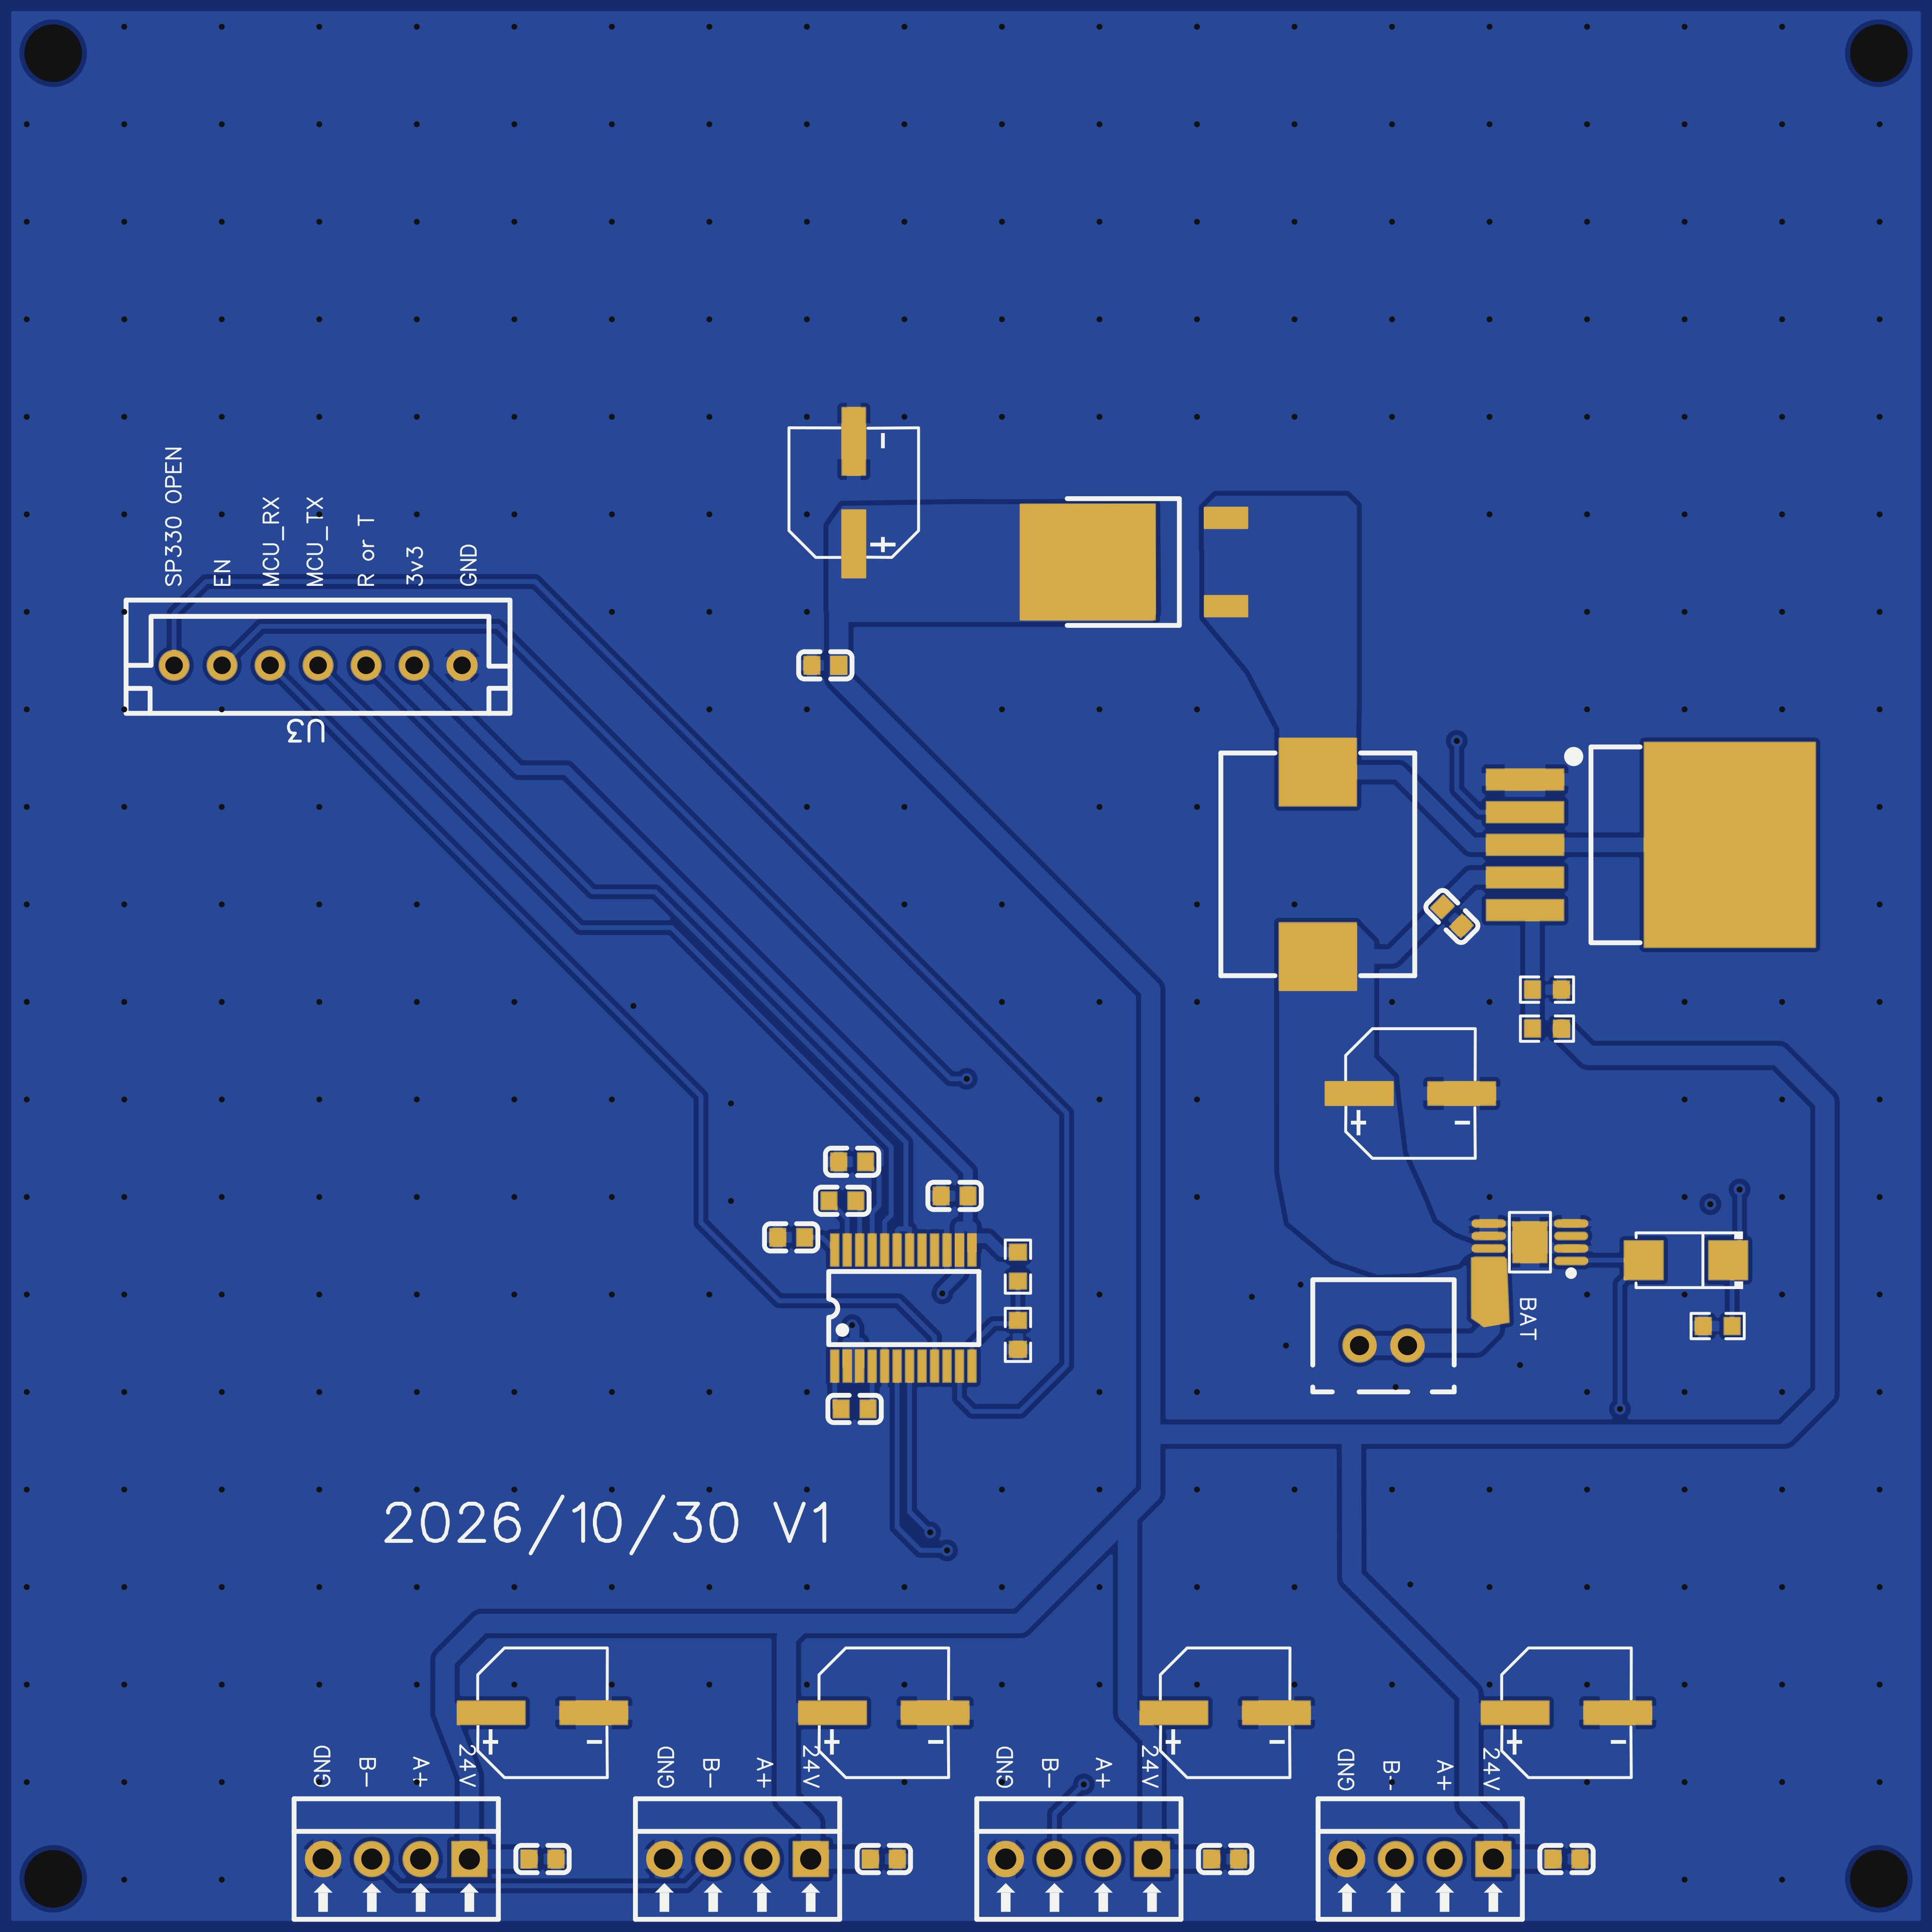 SP330 OPEN
EN
MCU_RX
MCU_TX
R or T
3v3
GND
U3
-
+
+
-
BAT
2026/10/30 V1
+
-
+
-
+
-
+
-
GND
B-
A+
24V
GND
B-
A+
24V
GND
B-
A+
24V
GND
B-
A+
24V